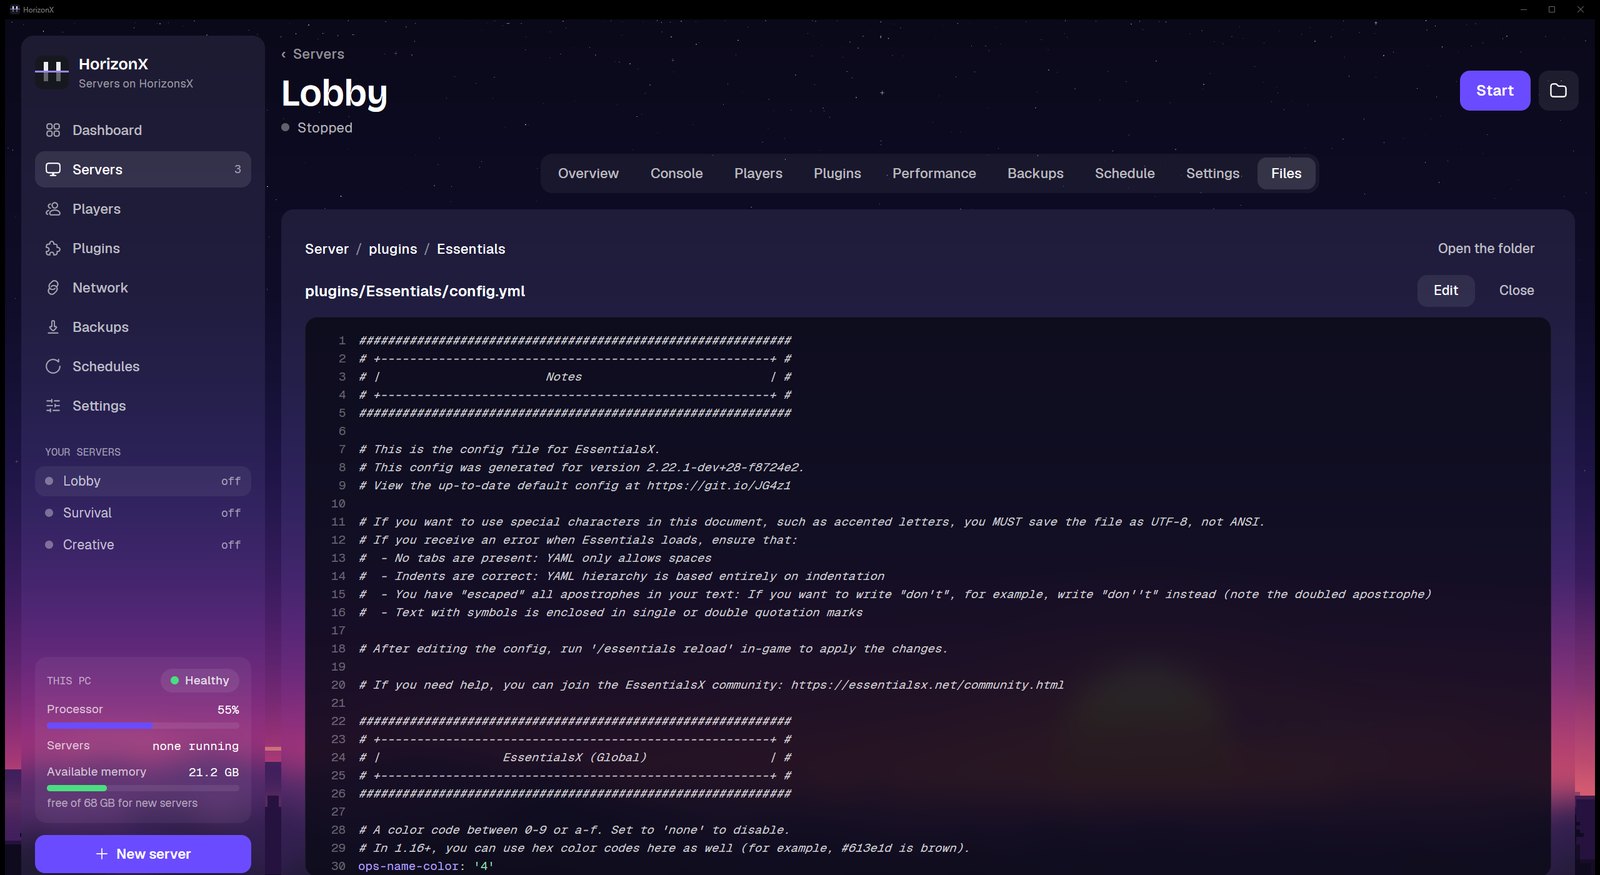 HorizonX
HorizonX
Servers on HorizonsX
Dashboard
Servers 3
Players
Plugins
Network
Backups
Schedules
Settings
YOUR SERVERS
Lobby off
Survival off
Creative off
THIS PC Healthy
Processor 55%
Servers none running
Available memory 21.2 GB
free of 68 GB for new servers
+ New server
‹ Servers
Lobby
Stopped
Start
Overview Console Players Plugins Performance Backups Schedule Settings Files
Server / plugins / Essentials
Open the folder
plugins/Essentials/config.yml
Edit Close
1 ############################################################
2 # +------------------------------------------------------+ #
3 # | Notes | #
4 # +------------------------------------------------------+ #
5 ############################################################
6
7 # This is the config file for EssentialsX.
8 # This config was generated for version 2.22.1-dev+28-f8724e2.
9 # View the up-to-date default config at https://git.io/JG4z1
10
11 # If you want to use special characters in this document, such as accented letters, you MUST save the file as UTF-8, not ANSI.
12 # If you receive an error when Essentials loads, ensure that:
13 #  - No tabs are present: YAML only allows spaces
14 #  - Indents are correct: YAML hierarchy is based entirely on indentation
15 #  - You have "escaped" all apostrophes in your text: If you want to write "don't", for example, write "don''t" instead (note the doubled apostrophe)
16 #  - Text with symbols is enclosed in single or double quotation marks
17
18 # After editing the config, run '/essentials reload' in-game to apply the changes.
19
20 # If you need help, you can join the EssentialsX community: https://essentialsx.net/community.html
21
22 ############################################################
23 # +------------------------------------------------------+ #
24 # | EssentialsX (Global) | #
25 # +------------------------------------------------------+ #
26 ############################################################
27
28 # A color code between 0-9 or a-f. Set to 'none' to disable.
29 # In 1.16+, you can use hex color codes here as well (for example, #613e1d is brown).
30 ops-name-color: '4'